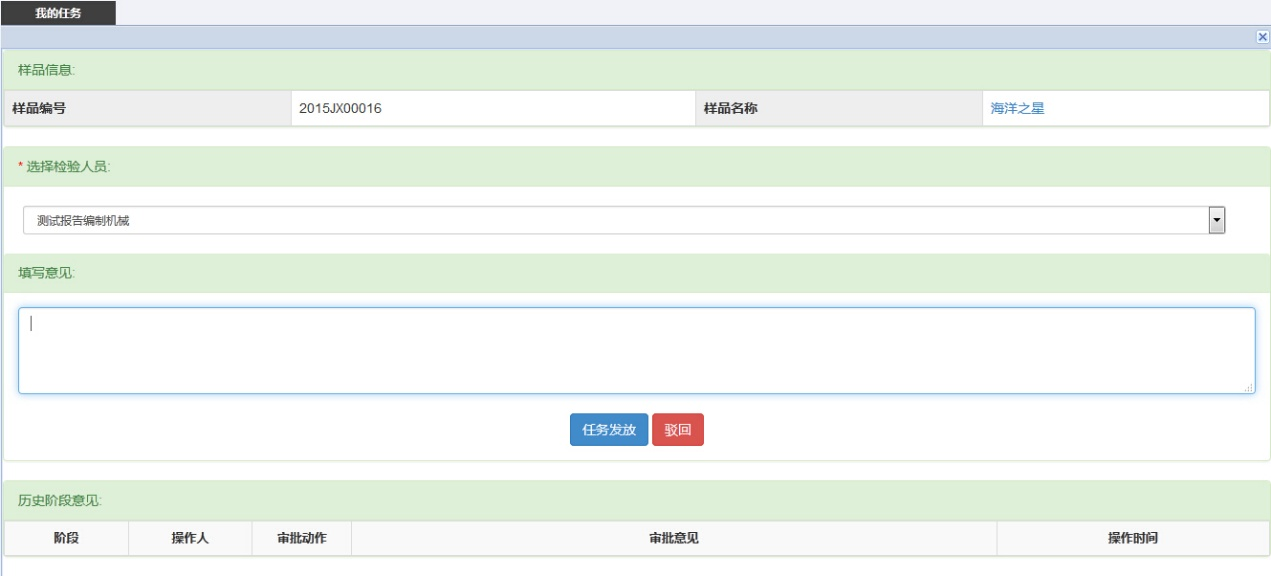 我的任务
样品信息:
样品编号 2015JX00016 样品名称 海洋之星
* 选择检验人员:
测试报告编制机械
填写意见:
任务发放 驳回
历史阶段意见:
阶段 操作人 审批动作 审批意见 操作时间